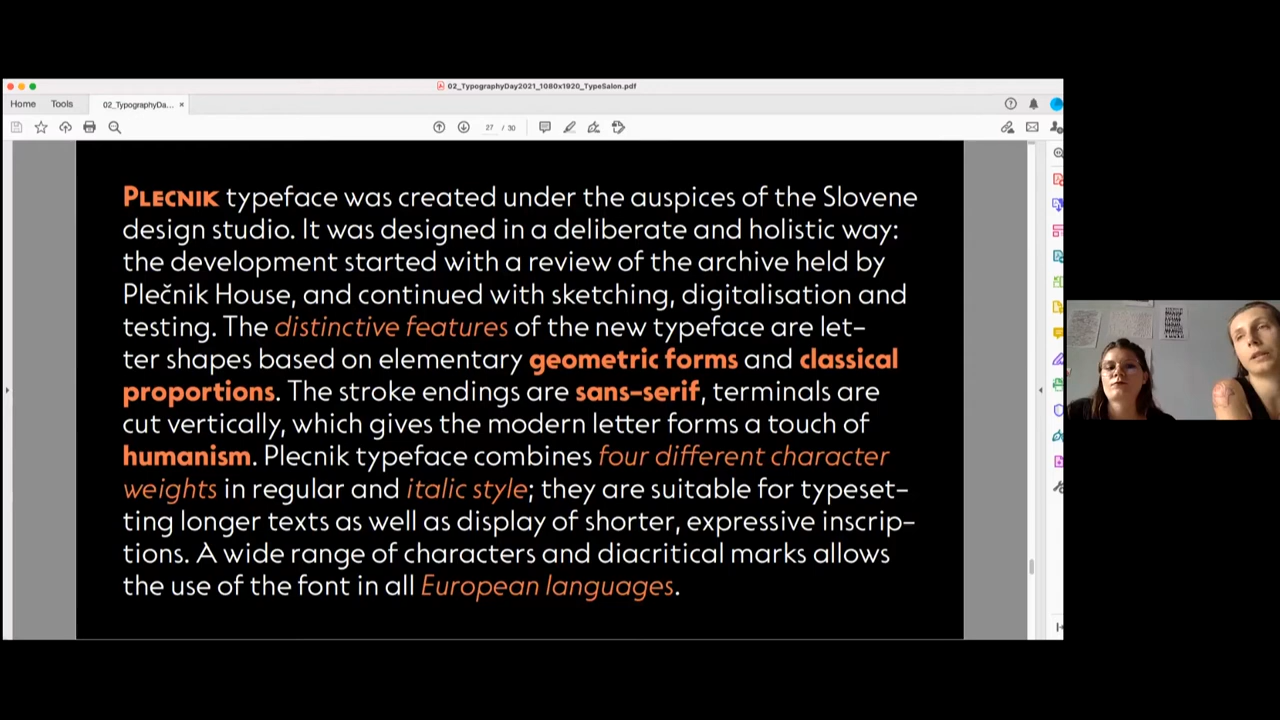 02_TypographyDay2021_1080x1920_TypeSalon.pdf
Home Tools 02_TypographyDa... ×
27 / 30
PLECNIK typeface was created under the auspices of the Slovene
design studio. It was designed in a deliberate and holistic way:
the development started with a review of the archive held by
Plečnik House, and continued with sketching, digitalisation and
testing. The distinctive features of the new typeface are let-
ter shapes based on elementary geometric forms and classical
proportions. The stroke endings are sans-serif, terminals are
cut vertically, which gives the modern letter forms a touch of
humanism. Plecnik typeface combines four different character
weights in regular and italic style; they are suitable for typeset-
ting longer texts as well as display of shorter, expressive inscrip-
tions. A wide range of characters and diacritical marks allows
the use of the font in all European languages.